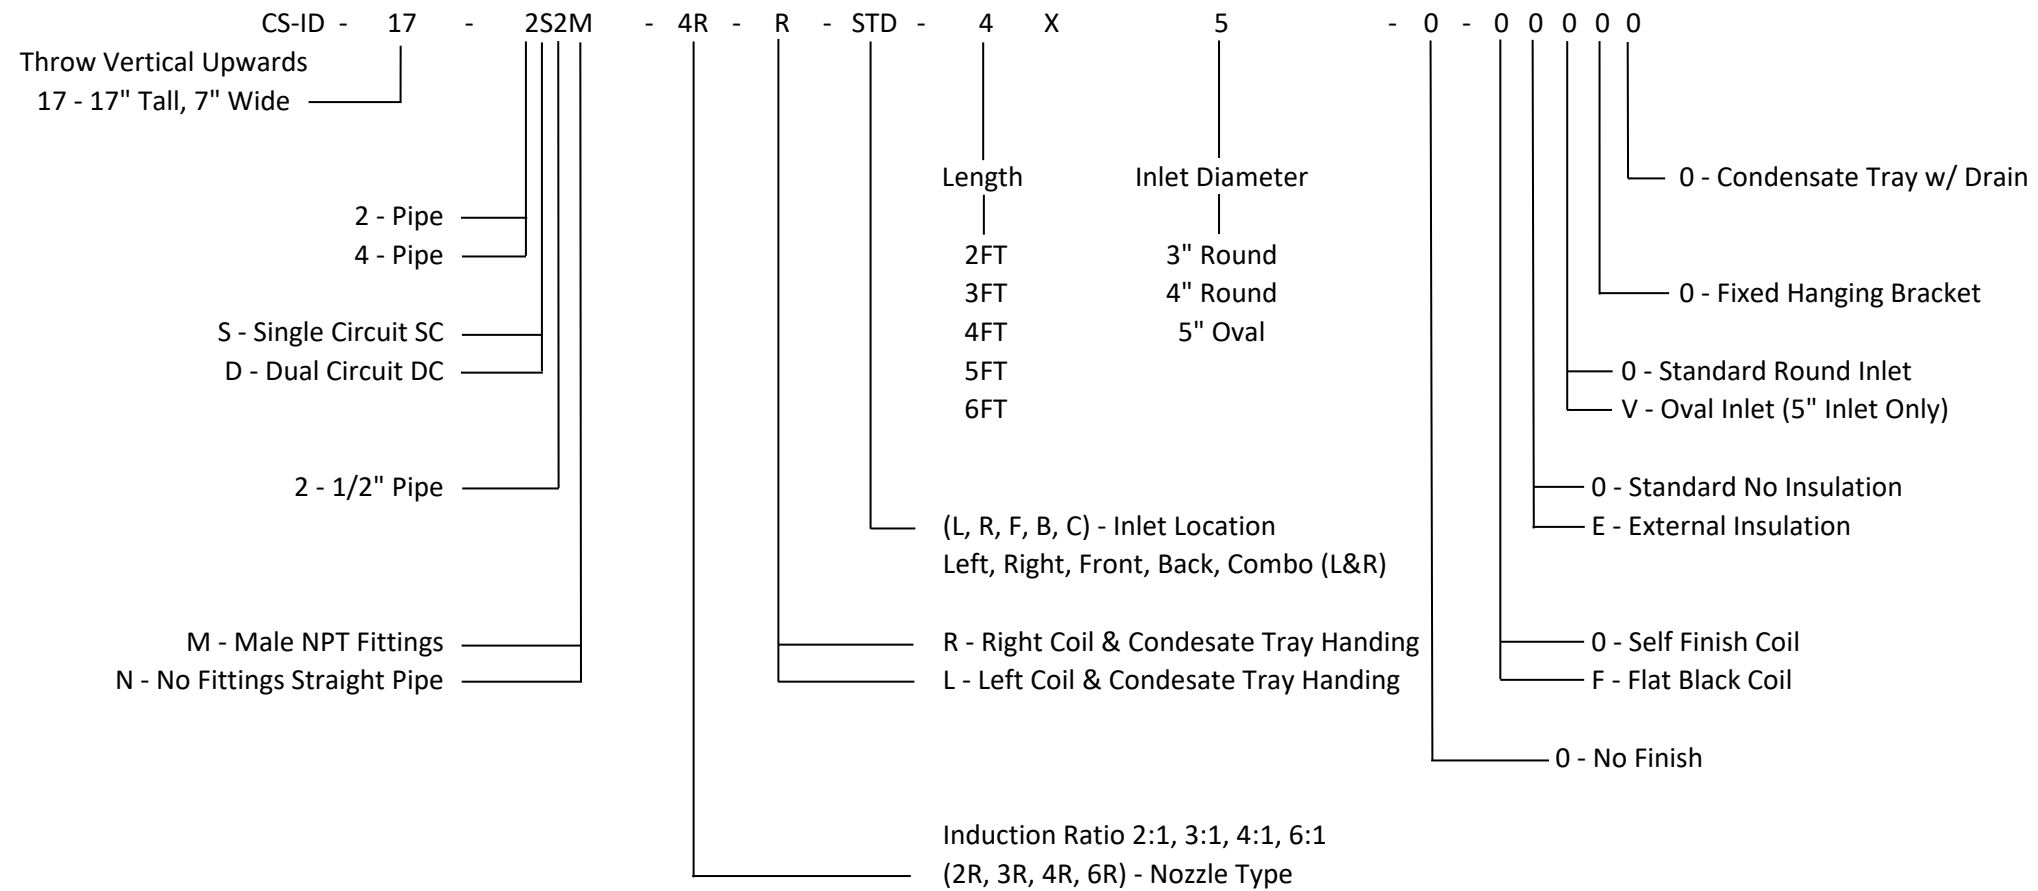 CS-ID - 17 - 2S2M - 4R - R - STD - 4 X 5 - 0 - 0 0 0 0 0
Throw Vertical Upwards
17 - 17" Tall, 7" Wide
2 - Pipe
4 - Pipe
S - Single Circuit SC
D - Dual Circuit DC
2 - 1/2" Pipe
M - Male NPT Fittings
N - No Fittings Straight Pipe
Length
2FT
3FT
4FT
5FT
6FT
Inlet Diameter
3" Round
4" Round
5" Oval
(L, R, F, B, C) - Inlet Location
Left, Right, Front, Back, Combo (L&R)
R - Right Coil & Condesate Tray Handing
L - Left Coil & Condesate Tray Handing
Induction Ratio 2:1, 3:1, 4:1, 6:1
(2R, 3R, 4R, 6R) - Nozzle Type
0 - Condensate Tray w/ Drain
0 - Fixed Hanging Bracket
0 - Standard Round Inlet
V - Oval Inlet (5" Inlet Only)
0 - Standard No Insulation
E - External Insulation
0 - Self Finish Coil
F - Flat Black Coil
0 - No Finish